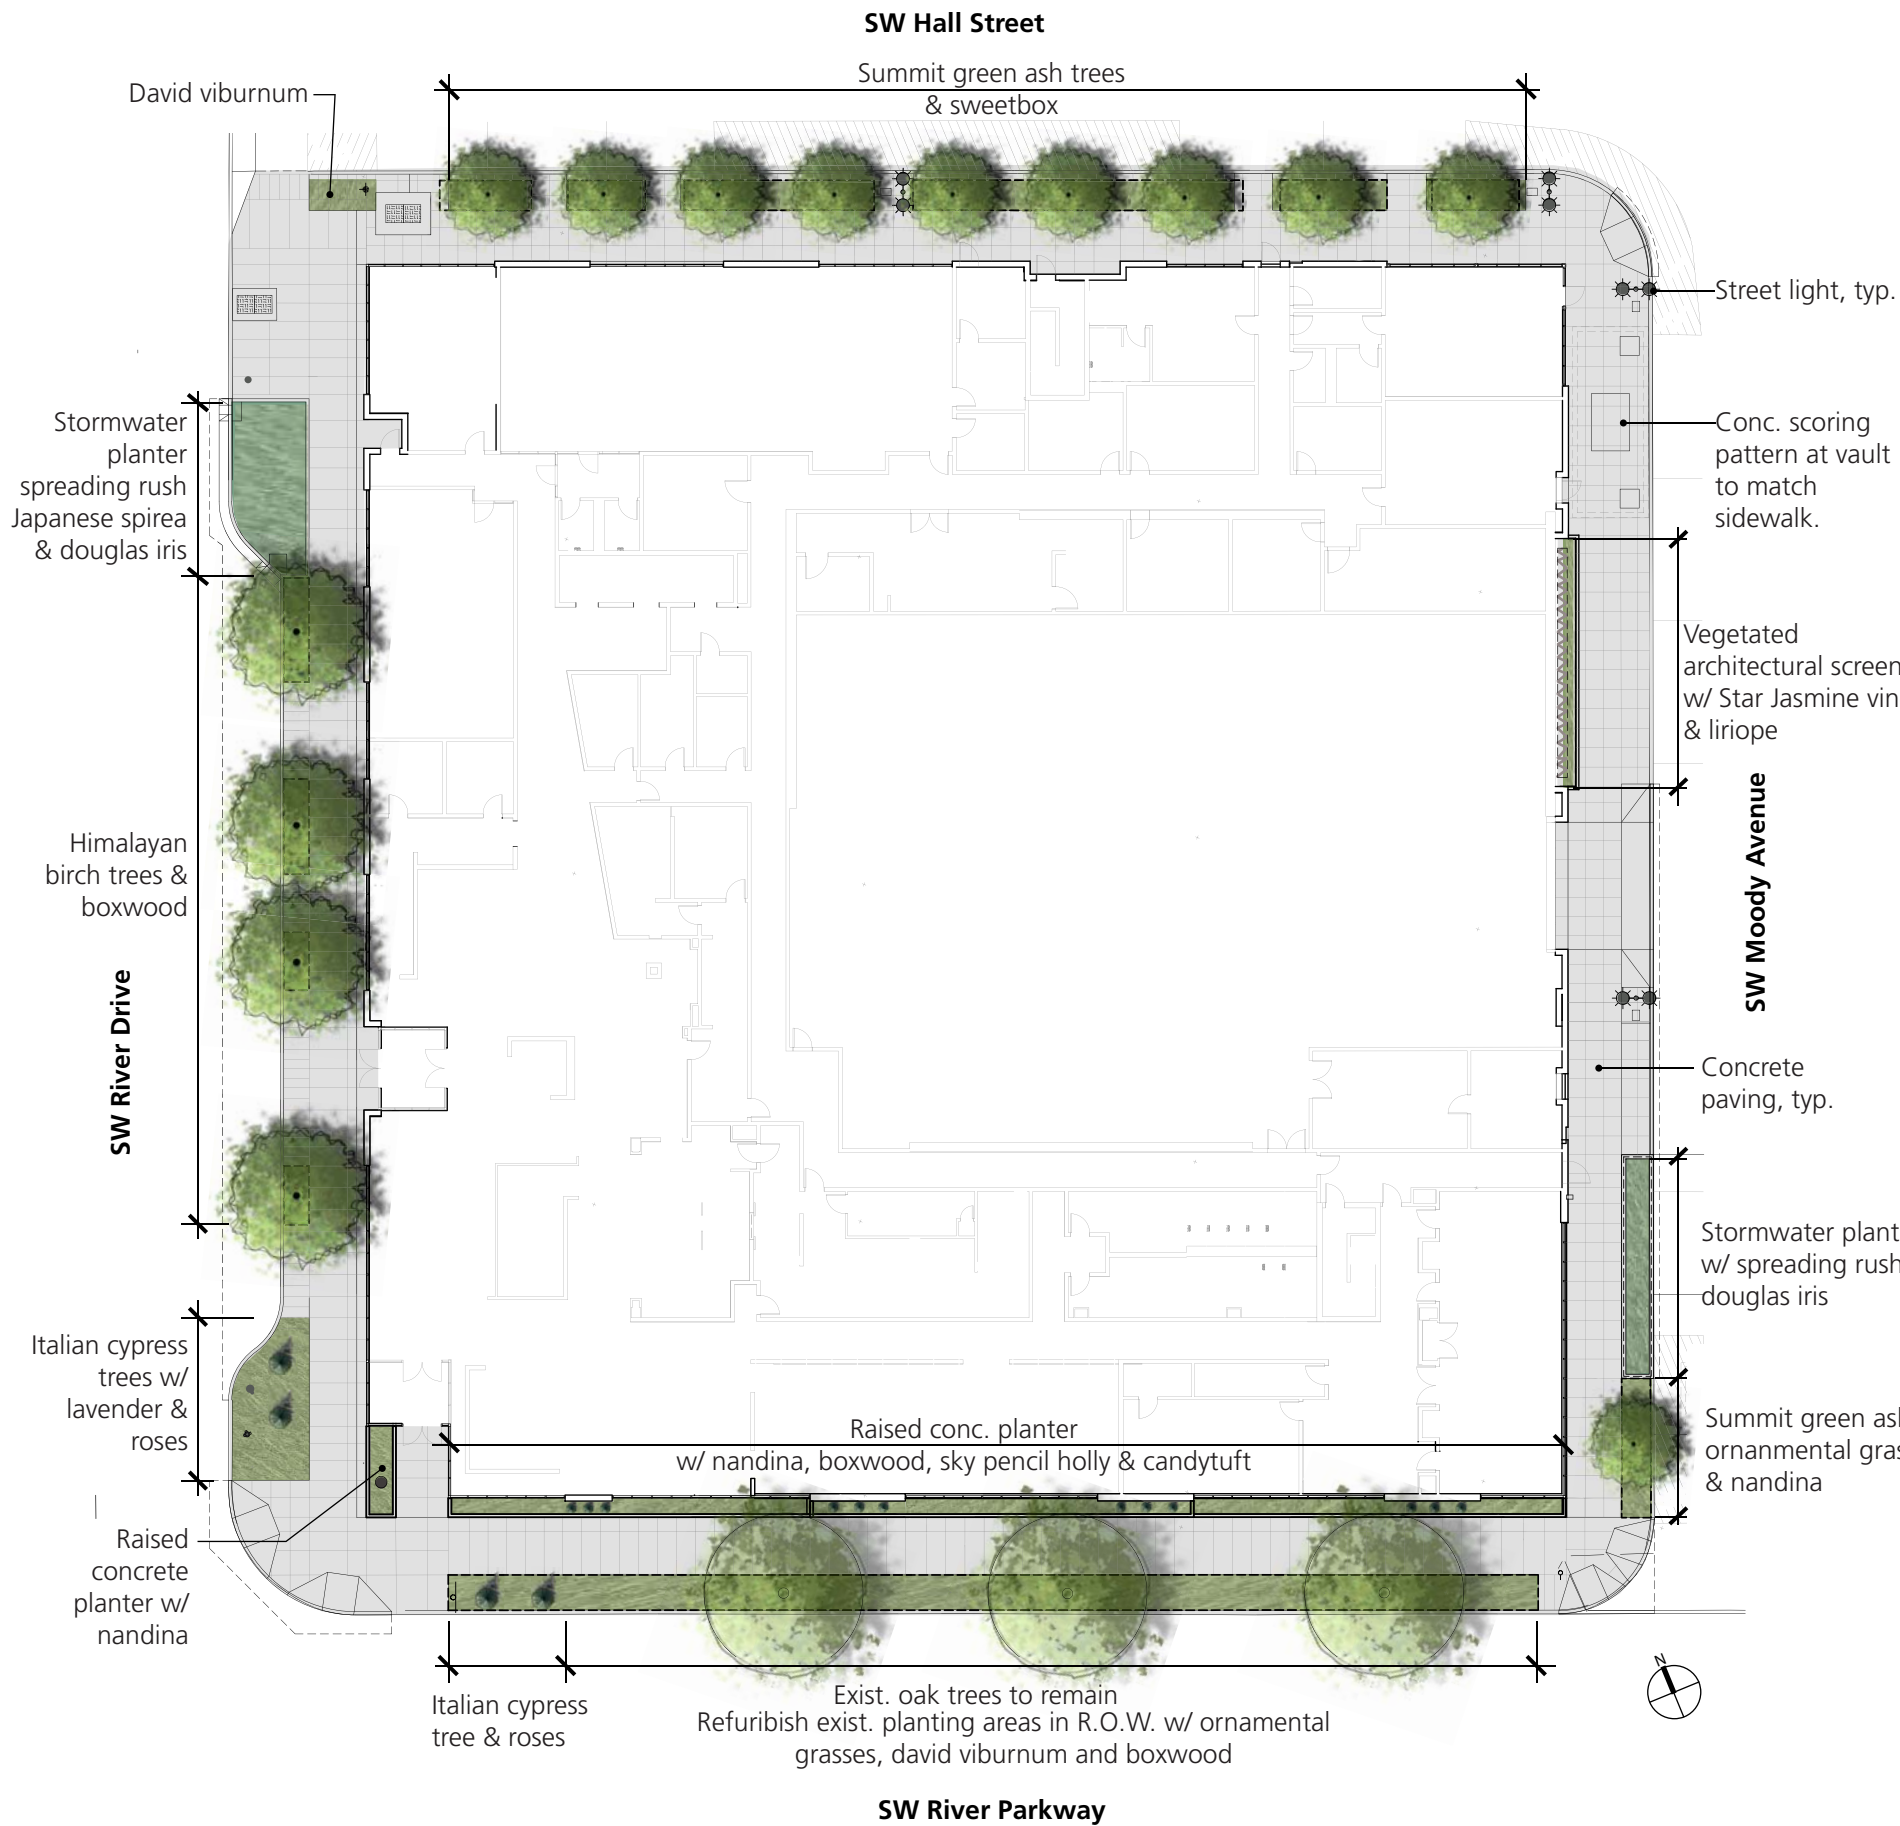 SW Hall Street
Summit green ash trees
& sweetbox
David viburnum
Street light, typ.
Stormwater
planter
spreading rush
Japanese spirea
& douglas iris
Conc. scoring
pattern at vault
to match
sidewalk.
Vegetated
architectural screen
w/ Star Jasmine vin
& liriope
Himalayan
birch trees &
boxwood
SW River Drive
SW Moody Avenue
Concrete
paving, typ.
Stormwater plant
w/ spreading rush
douglas iris
Italian cypress
trees w/
lavender &
roses
Raised conc. planter
w/ nandina, boxwood, sky pencil holly & candytuft
Summit green ash
ornanmental gras
& nandina
Raised
concrete
planter w/
nandina
N
Italian cypress
tree & roses
Exist. oak trees to remain
Refuribish exist. planting areas in R.O.W. w/ ornamental
grasses, david viburnum and boxwood
SW River Parkway